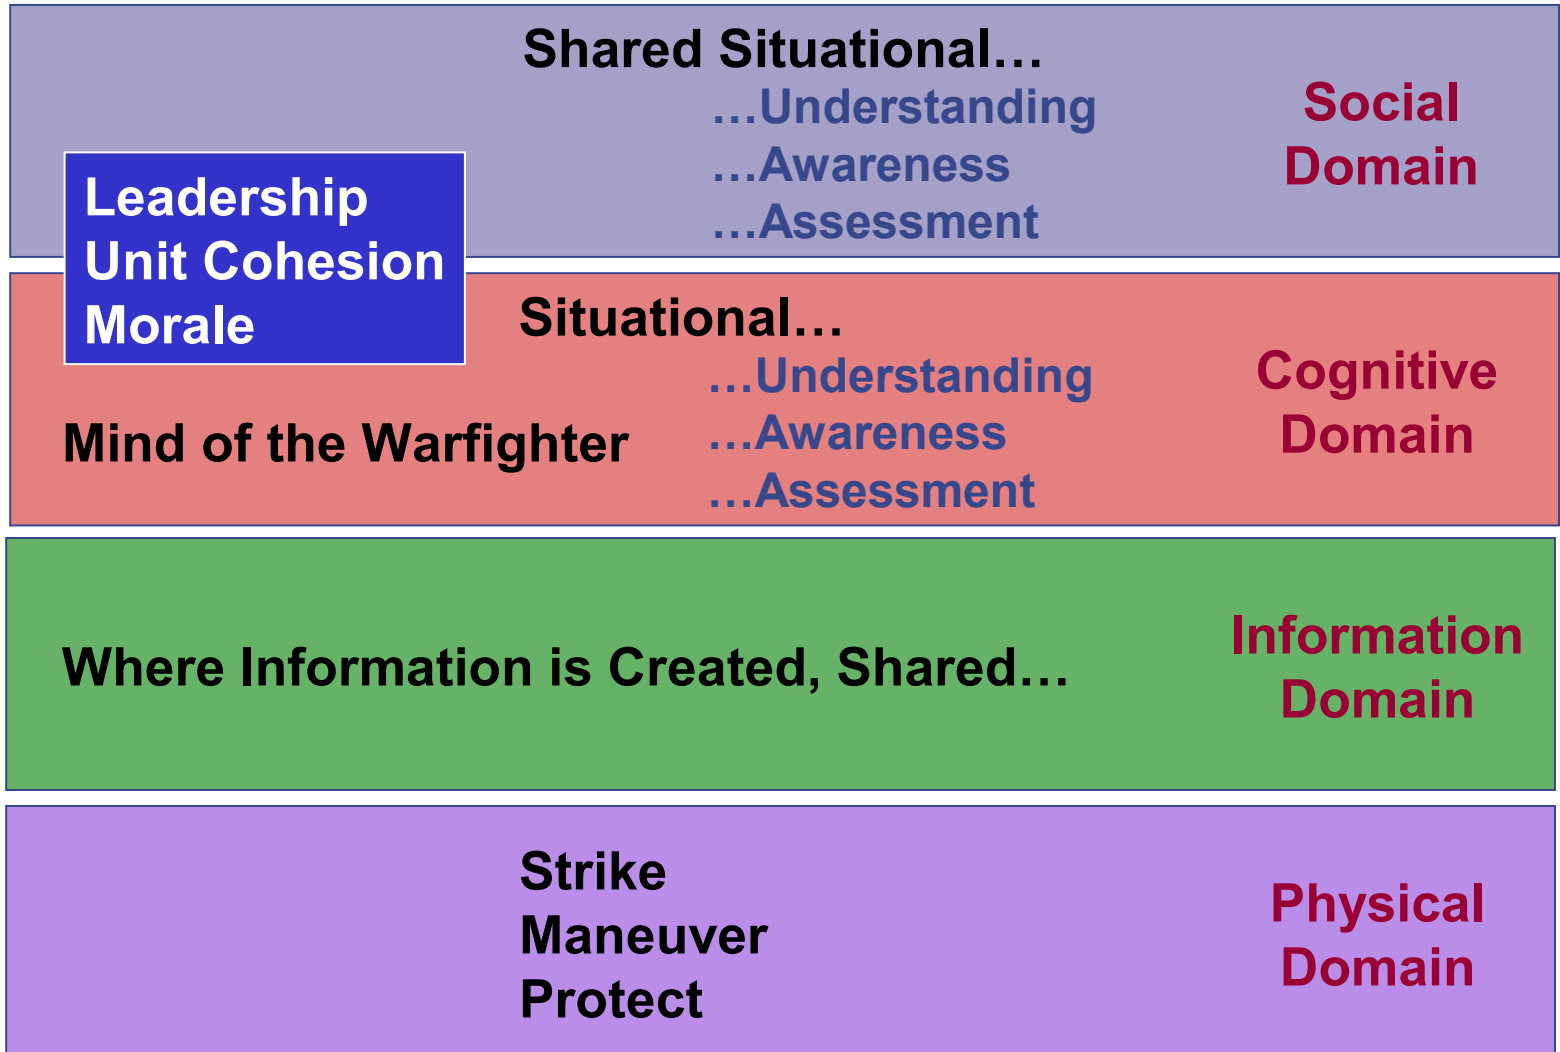 Shared Situational…
…Understanding
…Awareness
…Assessment
Social
Domain
Leadership
Unit Cohesion
Morale
Situational…
…Understanding
…Awareness
…Assessment
Mind of the Warfighter
Cognitive
Domain
Where Information is Created, Shared…
Information
Domain
Strike
Maneuver
Protect
Physical
Domain